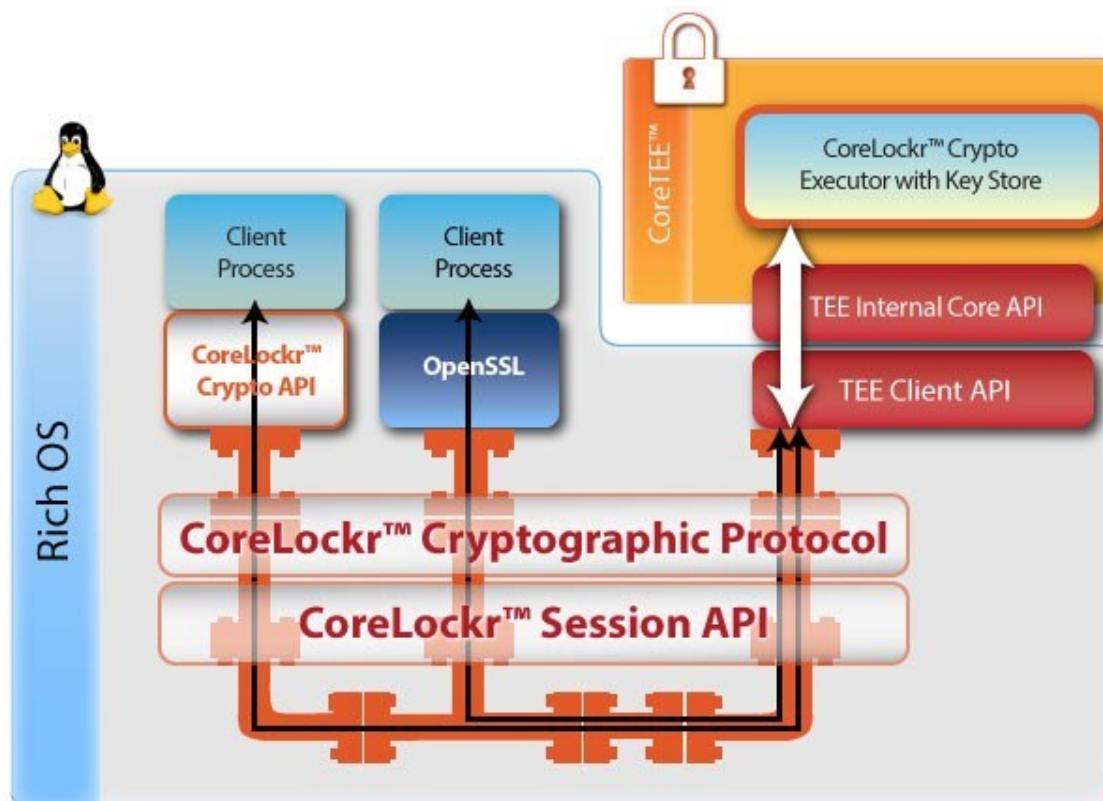 CoreTEE™
CoreLockr™ Crypto
Executor with Key Store
TEE Internal Core API
TEE Client API
Rich OS
Client
Process
CoreLockr™
Crypto API
Client
Process
OpenSSL
CoreLockr™ Cryptographic Protocol
CoreLockr™ Session API